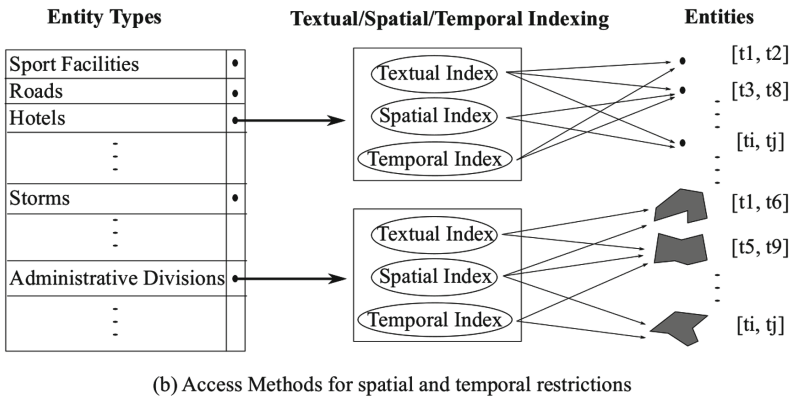 Entity Types
Textual/Spatial/Temporal Indexing
Entities
Sport Facilities
Roads
Hotels
Storms
Administrative Divisions
Textual Index
Spatial Index
Temporal Index
Textual Index
Spatial Index
Temporal Index
[t1, t2]
[t3, t8]
[ti, tj]
[t1, t6]
[t5, t9]
[ti, tj]
(b) Access Methods for spatial and temporal restrictions